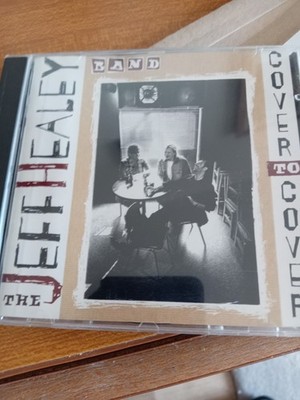 THE JEFF HEALEY
BAND
COVER TO COVER